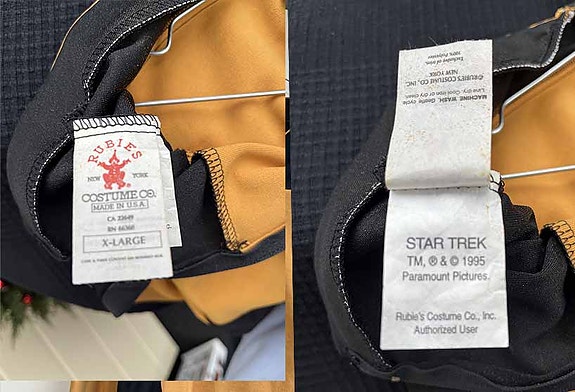 RUBIES
NEW YORK
COSTUME CO.
MADE IN U.S.A.
CA 22649
RN 66360
X-LARGE
MACHINE WASH. Gentle cycle
Line dry. Cool iron or dry clean.
©RUBIE'S COSTUME CO., INC.
NEW YORK
100% Polyester
Exclusive of trim.
STAR TREK
TM, ® & © 1995
Paramount Pictures.
Rubie's Costume Co., Inc.
Authorized User